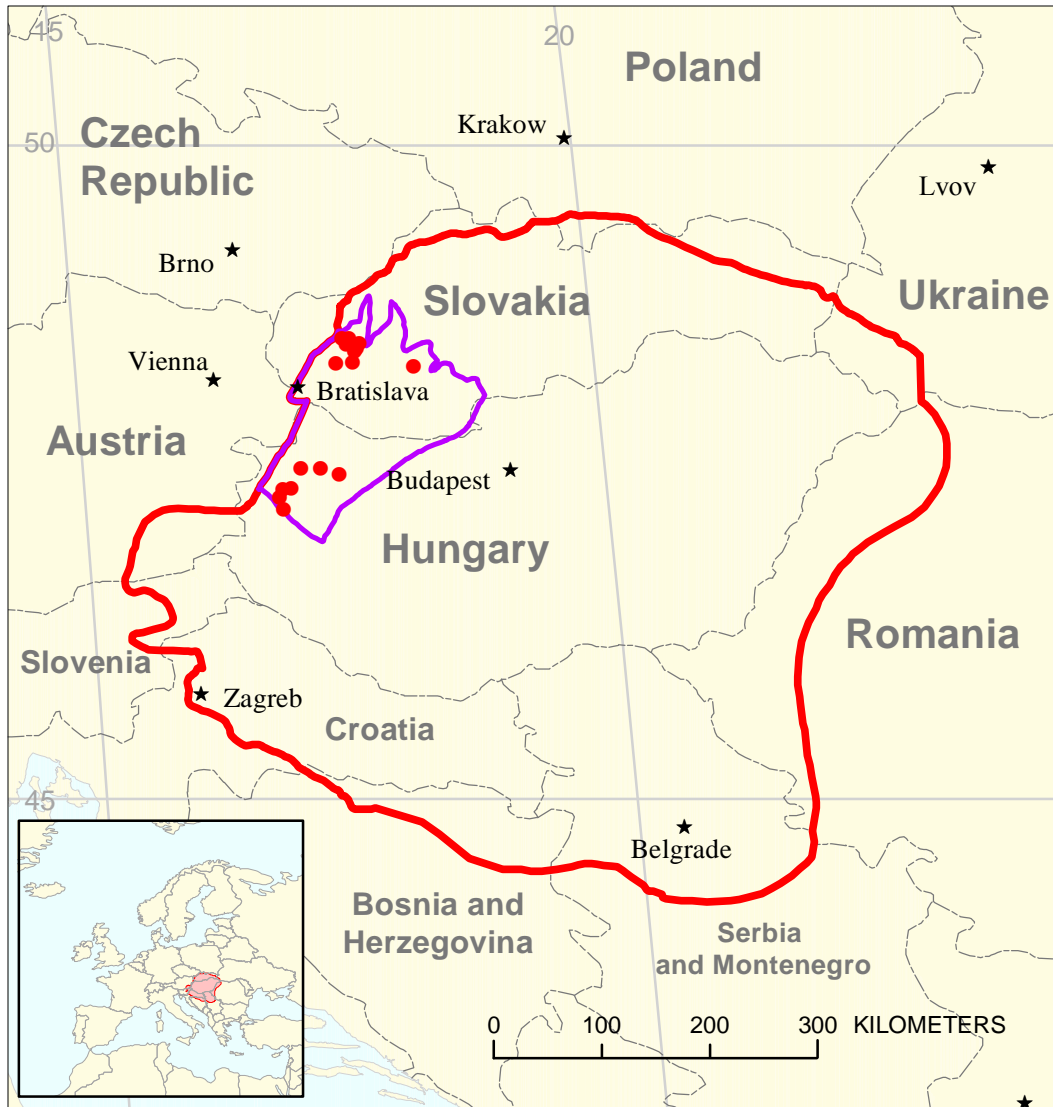 15
20
Poland
Krakow
Czech
Republic
50
Lvov
Brno
Slovakia
Ukraine
Vienna
Bratislava
Austria
Budapest
Hungary
Romania
Slovenia
Zagreb
Croatia
45
Belgrade
Bosnia and
Herzegovina
Serbia
and Montenegro
0 100 200 300 KILOMETERS